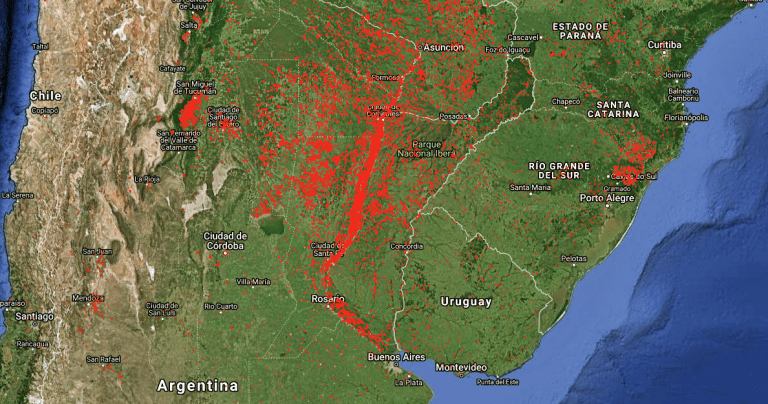 de Jujuy
Salta
Taltal
Cafayate
San Miguel
de Tucumán
Chile
Copiapó
Ciudad de
Santiago
del Estero
San Fernando
del Valle de
Catamarca
La Rioja
La Serena
Ciudad de
Córdoba
San Juan
Villa María
Mendoza
Río Cuarto
Ciudad de
San Luis
Santiago
Rancagua
San Rafael
Argentina
Asunción
Formosa
Ciudad de
Corrientes
Posadas
Parque
Nacional Iberá
Ciudad de
Santa Fe
Concordia
Rosario
Buenos Aires
La Plata
Uruguay
Montevideo
Punta del Este
ESTADO DE
PARANÁ
Cascavel
Foz do Iguaçu
Curitiba
Joinville
Balneário
Camboriú
Chapecó
SANTA
CATARINA
Florianópolis
RÍO GRANDE
DEL SUR
Caxias do Sul
Gramado
Santa Maria
Porto Alegre
Pelotas